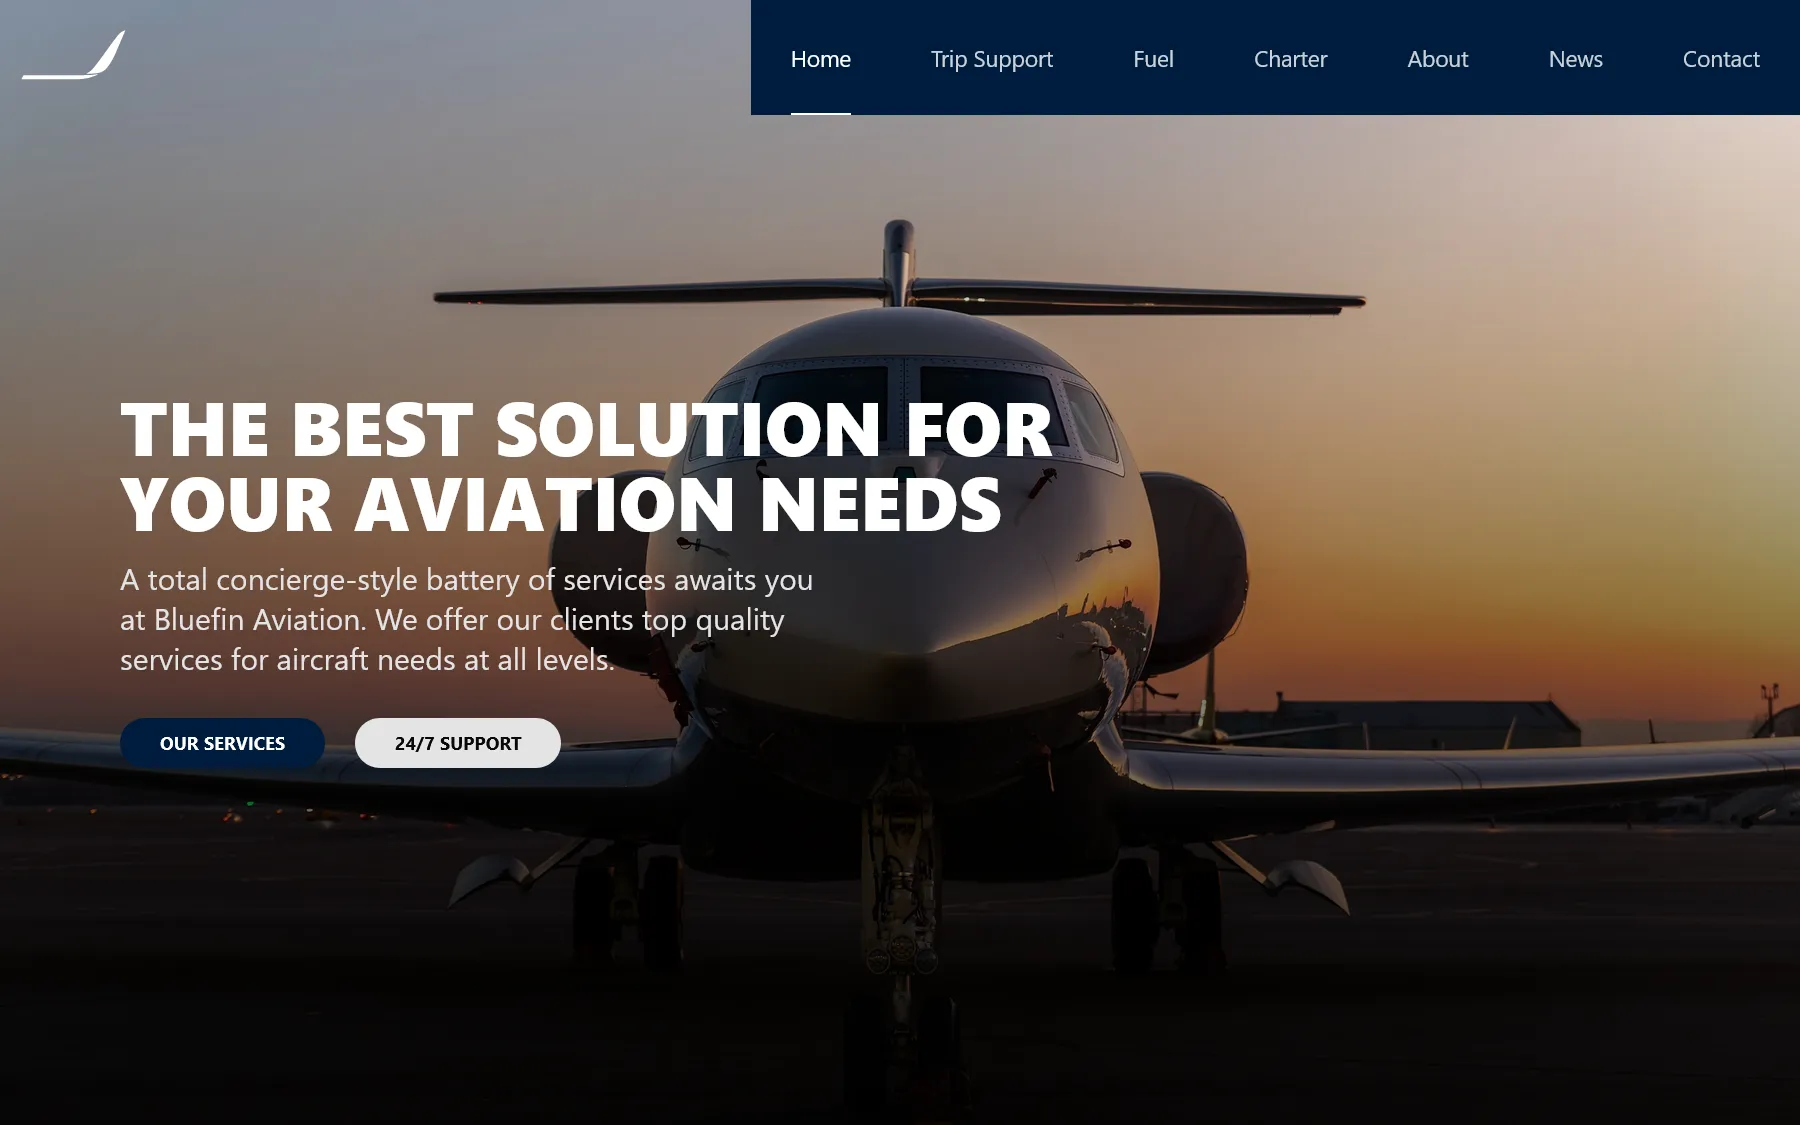 Home
Trip Support
Fuel
Charter
About
News
Contact
THE BEST SOLUTION FOR
YOUR AVIATION NEEDS
A total concierge-style battery of services awaits you
at Bluefin Aviation. We offer our clients top quality
services for aircraft needs at all levels.
OUR SERVICES
24/7 SUPPORT